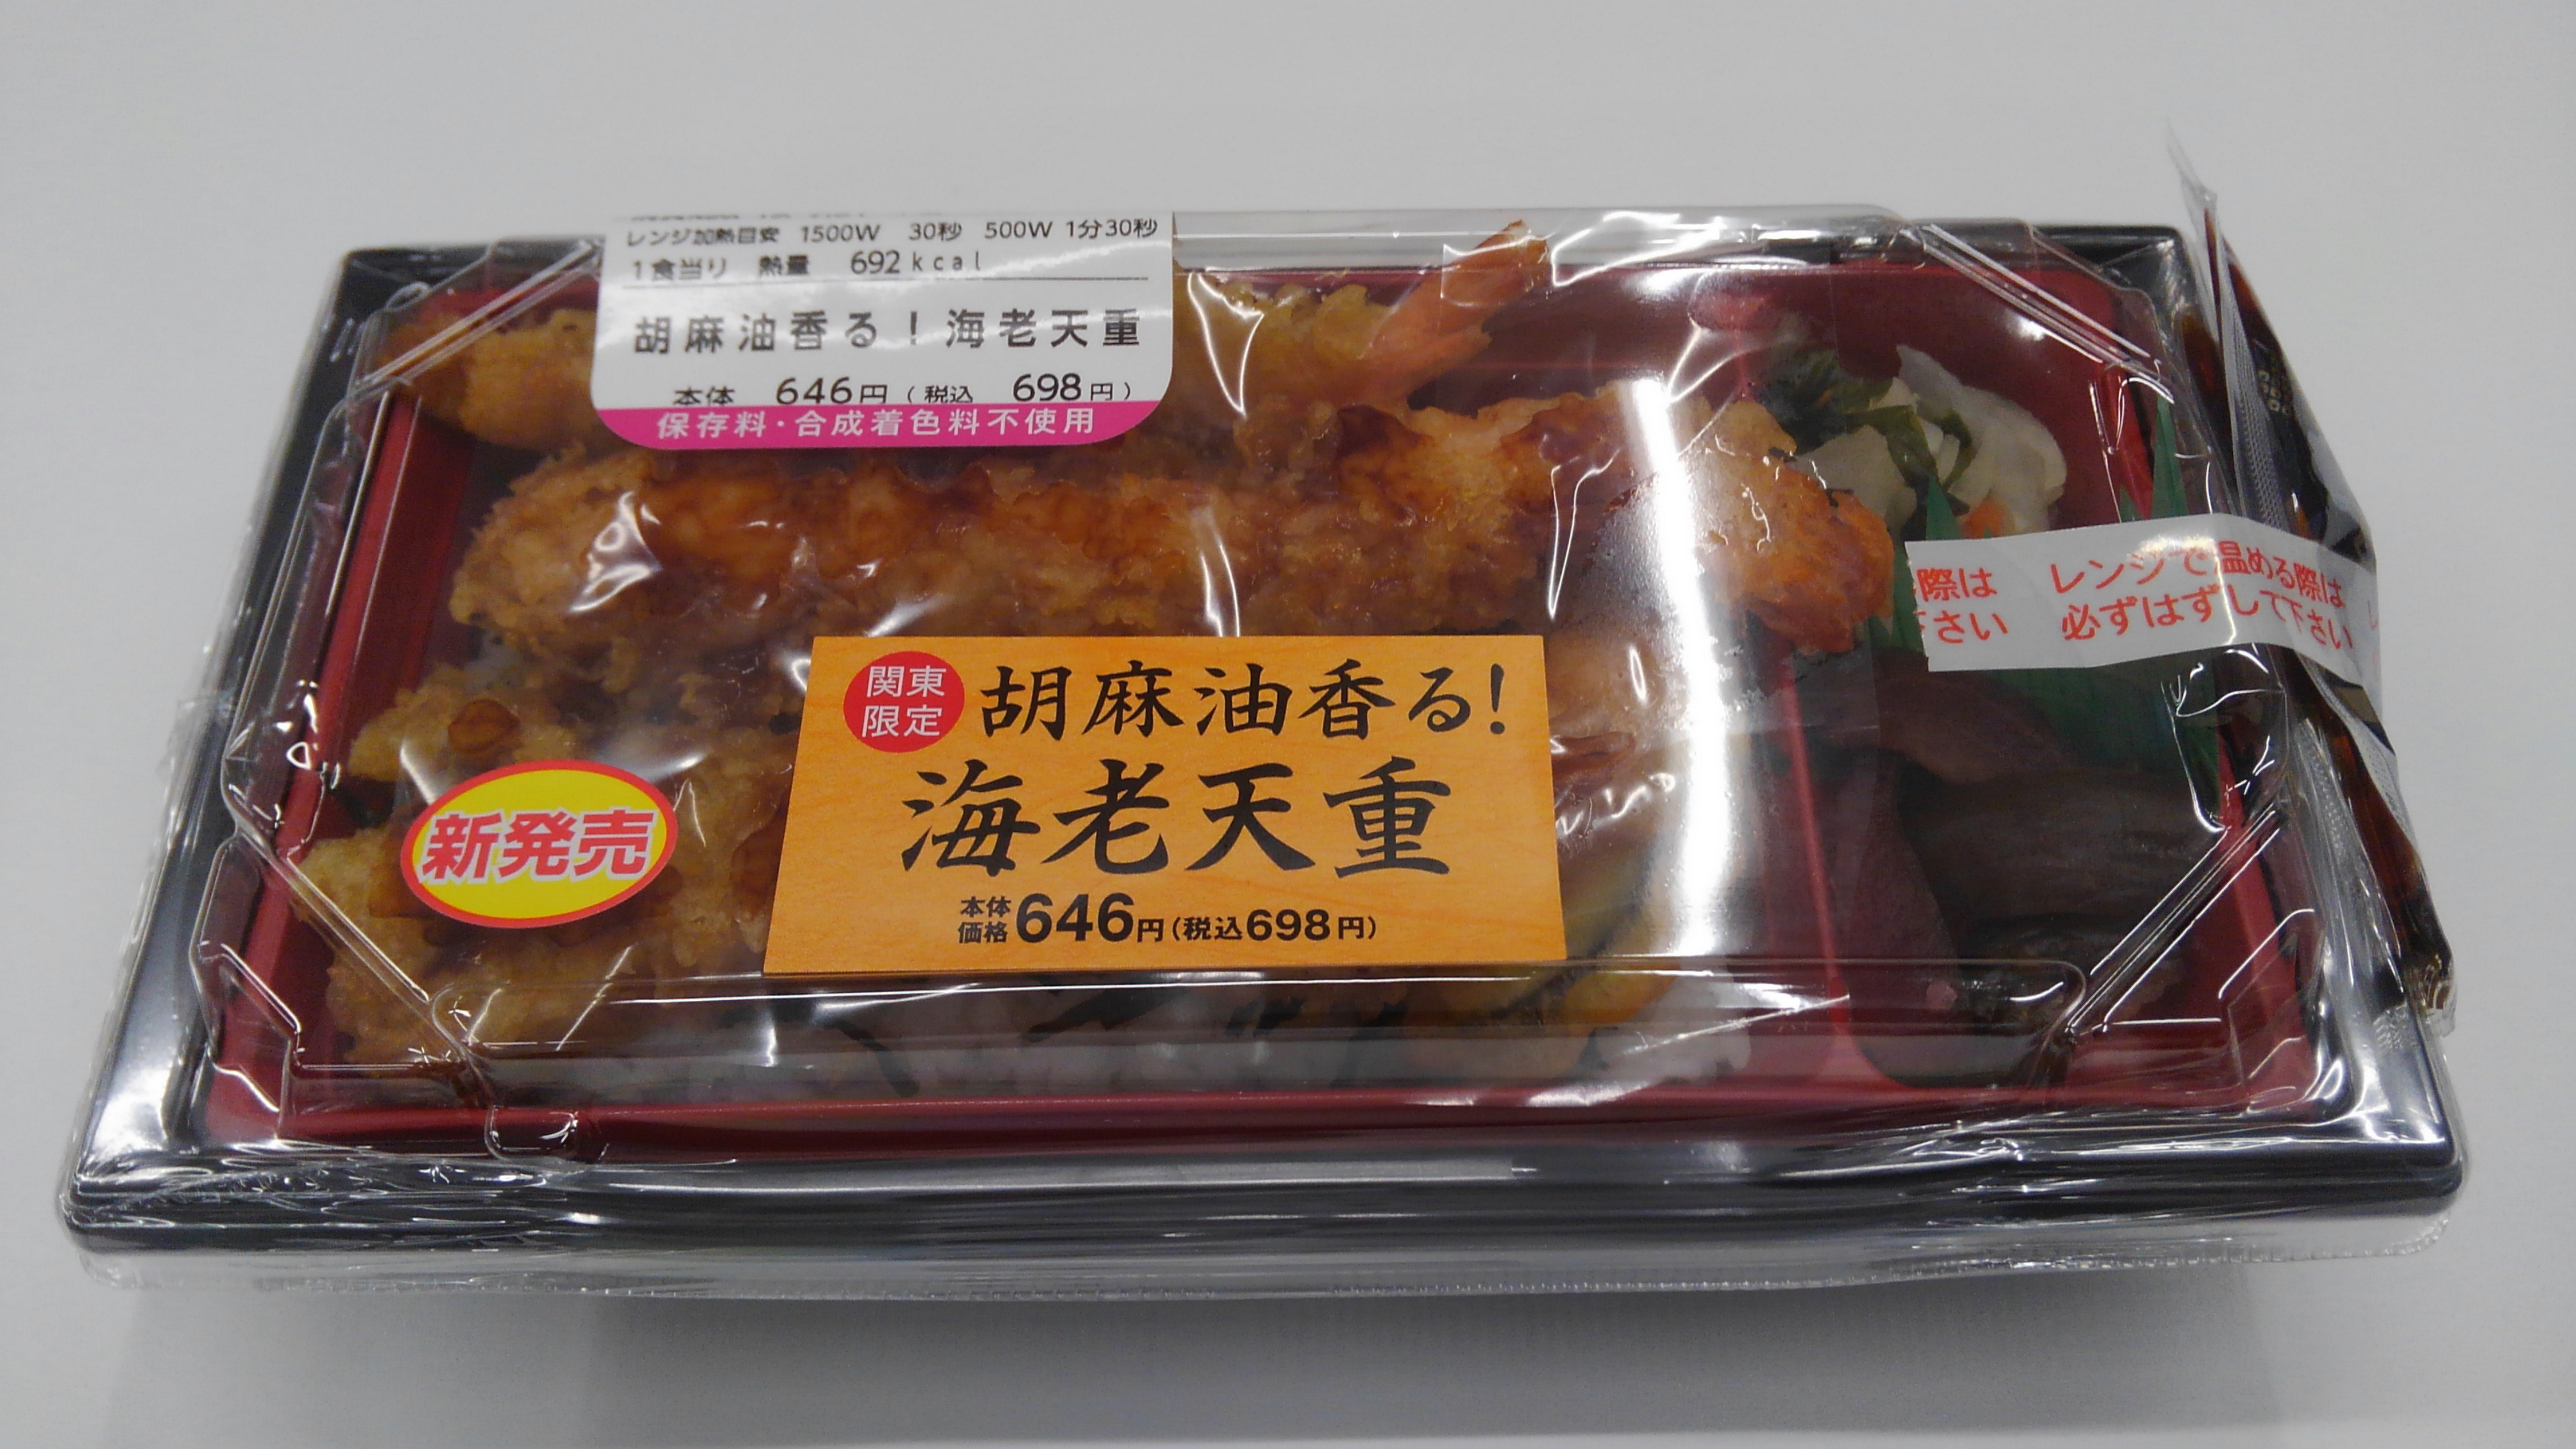 レンジ加熱目安 1500W 30秒 500W 1分30秒
1食当り 熱量 692kcal
胡麻油香る！海老天重
本体 646円（税込 698円）
保存料・合成着色料不使用
際は レンジで温める際は
さい 必ずはずして下さい
関東
限定
胡麻油香る!
海老天重
本体
価格 646円(税込698円)
新発売